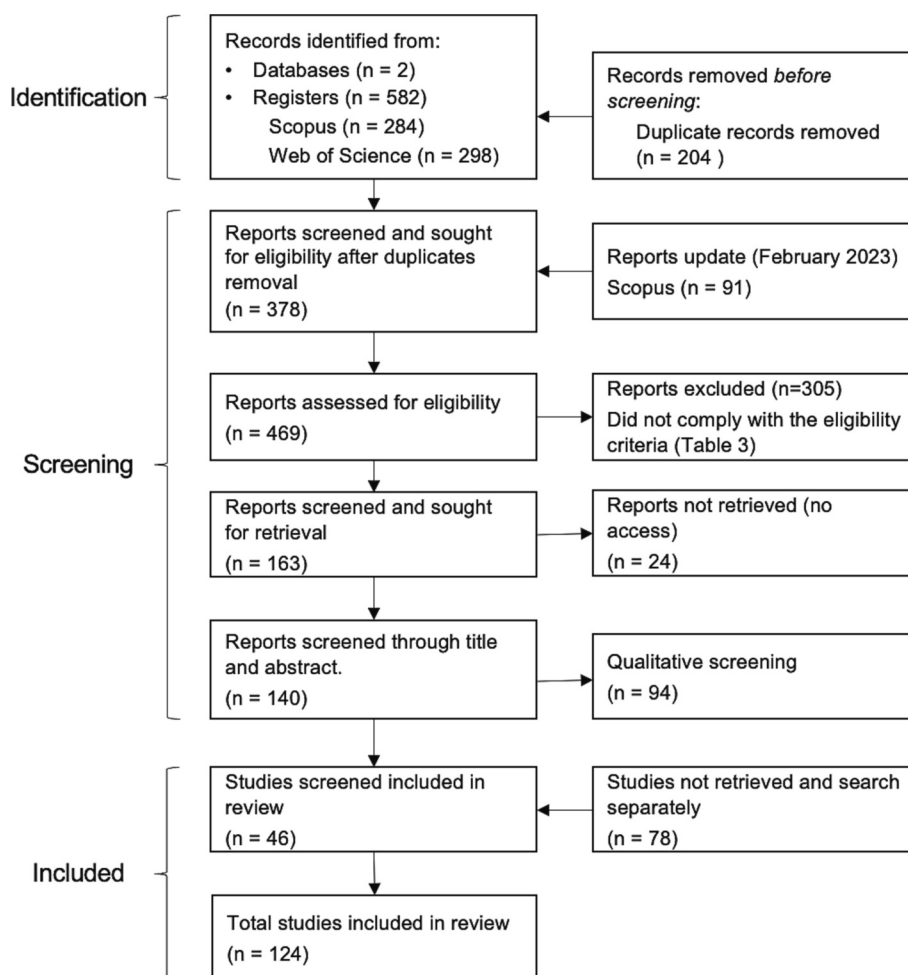 Identification
Records identified from:
• Databases (n = 2)
• Registers (n = 582)
Scopus (n = 284)
Web of Science (n = 298)
Records removed before
screening:
Duplicate records removed
(n = 204 )
Screening
Reports screened and sought
for eligibility after duplicates
removal
(n = 378)
Reports update (February 2023)
Scopus (n = 91)
Reports assessed for eligibility
(n = 469)
Reports excluded (n=305)
Did not comply with the eligibility
criteria (Table 3)
Reports screened and sought
for retrieval
(n = 163)
Reports not retrieved (no
access)
(n = 24)
Reports screened through title
and abstract.
(n = 140)
Qualitative screening
(n = 94)
Included
Studies screened included in
review
(n = 46)
Studies not retrieved and search
separately
(n = 78)
Total studies included in review
(n = 124)